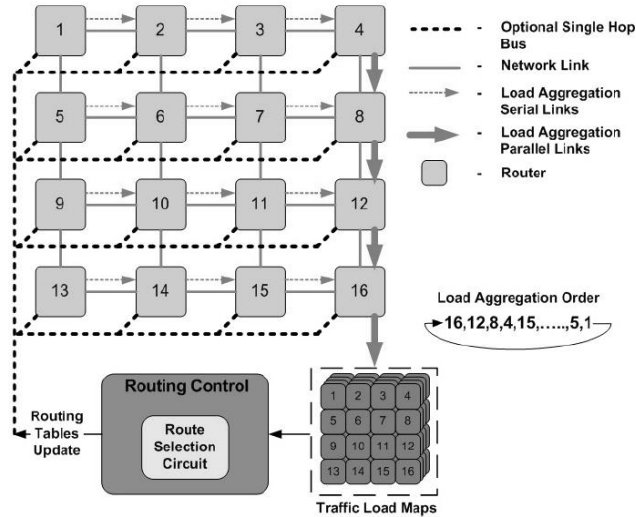 1 2 3 4
5 6 7 8
9 10 11 12
13 14 15 16
- Optional Single Hop
Bus
- Network Link
- Load Aggregation
Serial Links
- Load Aggregation
Parallel Links
- Router
Load Aggregation Order
16,12,8,4,15,.....,5,1
Routing Control
Route
Selection
Circuit
Routing
Tables
Update
1 2 3 4
5 6 7 8
9 10 11 12
13 14 15 16
Traffic Load Maps